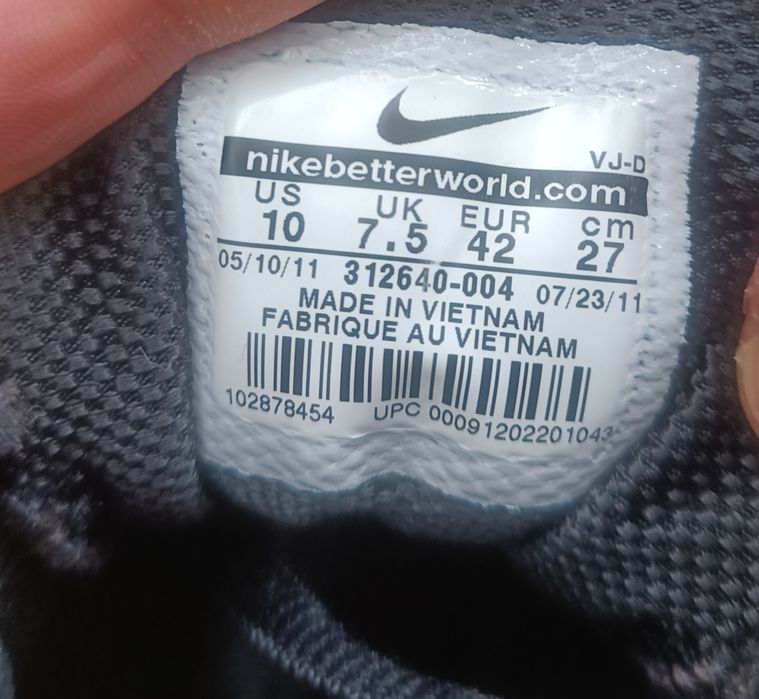 VJ-D
nikebetterworld.com
US UK EUR cm
10 7.5 42 27
05/10/11 312640-004 07/23/11
MADE IN VIETNAM
FABRIQUE AU VIETNAM
102878454 UPC 00091202201043